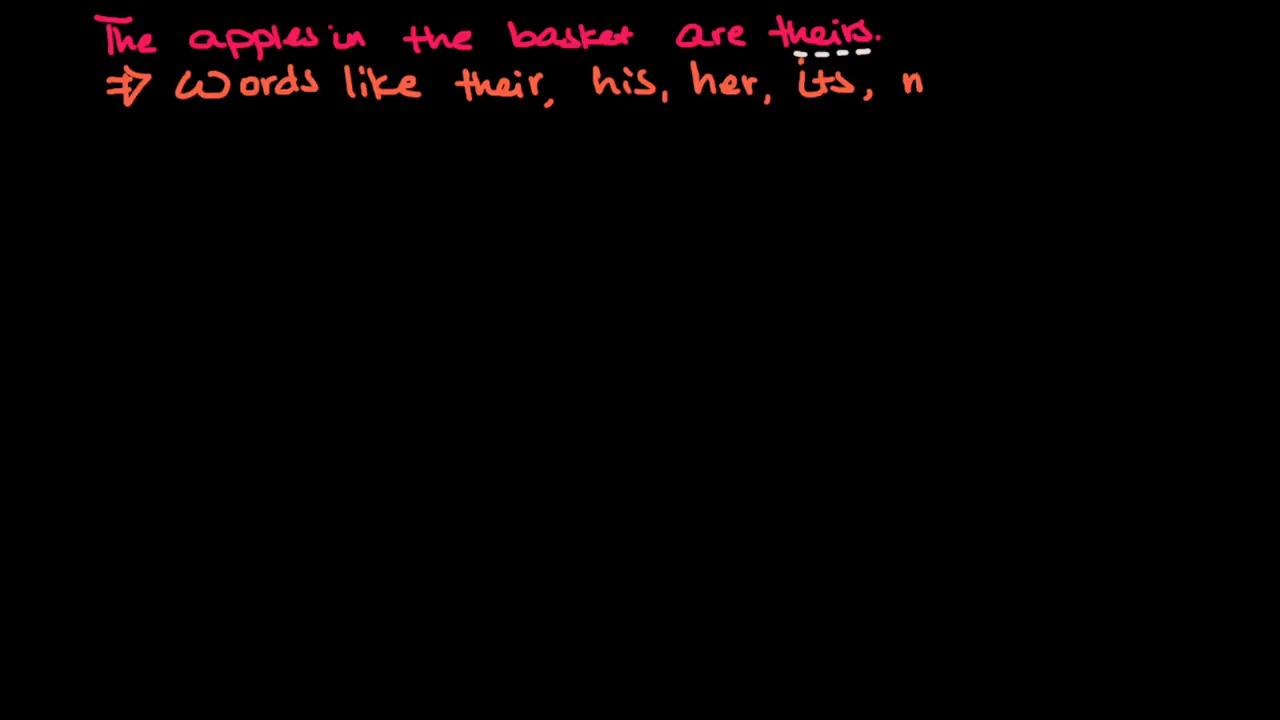 The apples in the basket are theirs.
⇒ Words like their, his, her, its, n